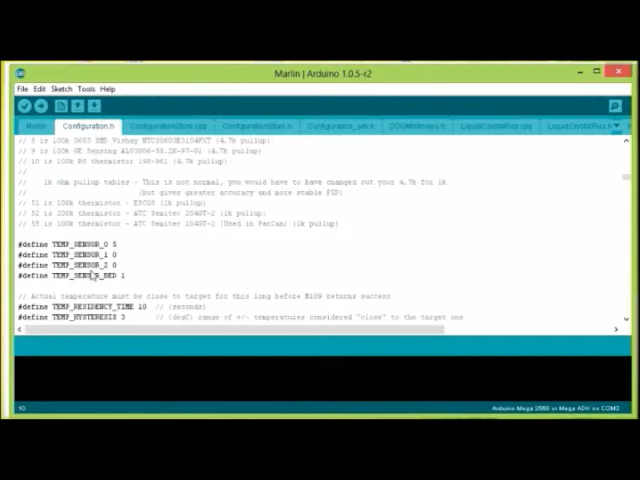 Marlin | Arduino 1.0.5-r2
File Edit Sketch Tools Help
Marlin Configuration.h ConfigurationStore.cpp ConfigurationStore.h Configuration_adv.h DOGMbitmaps.h LiquidCrystalRus.cpp LiquidCrystalRus.h
// 8 is 100k 0603 SMD Vishay NTCS0603E3104FXT (4.7k pullup)
// 9 is 100k GE Sensing AL03006-58.2K-97-G1 (4.7k pullup)
// 10 is 100k RS thermistor 198-961 (4.7k pullup)
//
// 1k ohm pullup tables - This is not normal, you would have to have changed out your 4.7k for 1k
// (but gives greater accuracy and more stable PID)
// 51 is 100k thermistor - EPCOS (1k pullup)
// 52 is 200k thermistor - ATC Semitec 204GT-2 (1k pullup)
// 55 is 100k thermistor - ATC Semitec 104GT-2 (Used in ParCan) (1k pullup)
#define TEMP_SENSOR_0 5
#define TEMP_SENSOR_1 0
#define TEMP_SENSOR_2 0
#define TEMP_SENSOR_BED 1
// Actual temperature must be close to target for this long before M109 returns success
#define TEMP_RESIDENCY_TIME 10 // (seconds)
#define TEMP_HYSTERESIS 3 // (degC) range of +/- temperatures considered "close" to the target one
10
Arduino Mega 2560 or Mega ADK on COM3